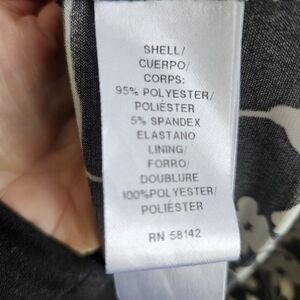 SHELL/
CUERPO/
CORPS:
95% POLYESTER/
POLIÉSTER
5% SPANDEX
ELASTANO
LINING/
FORRO/
DOUBLURE
100%POLYESTER/
POLIÉSTER
RN 58142